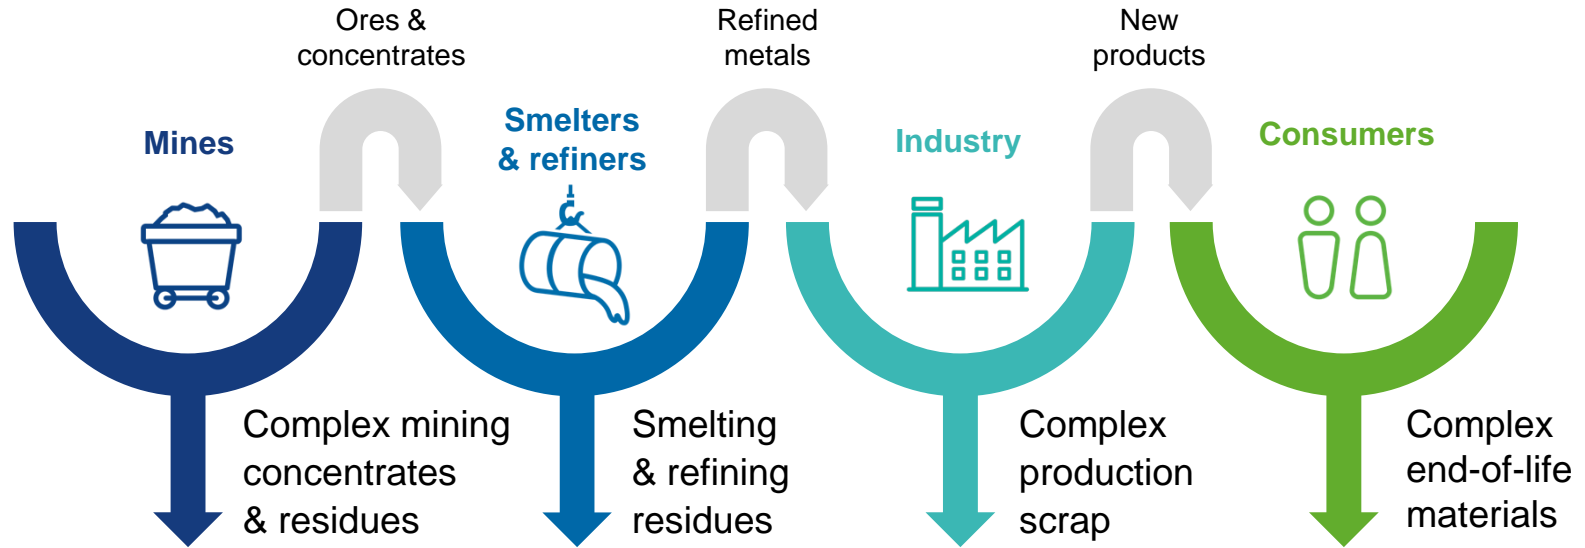 Ores &
concentrates
Refined
metals
New
products
Mines
Smelters
& refiners
Industry
Consumers
Complex mining
concentrates
& residues
Smelting
& refining
residues
Complex
production
scrap
Complex
end-of-life
materials